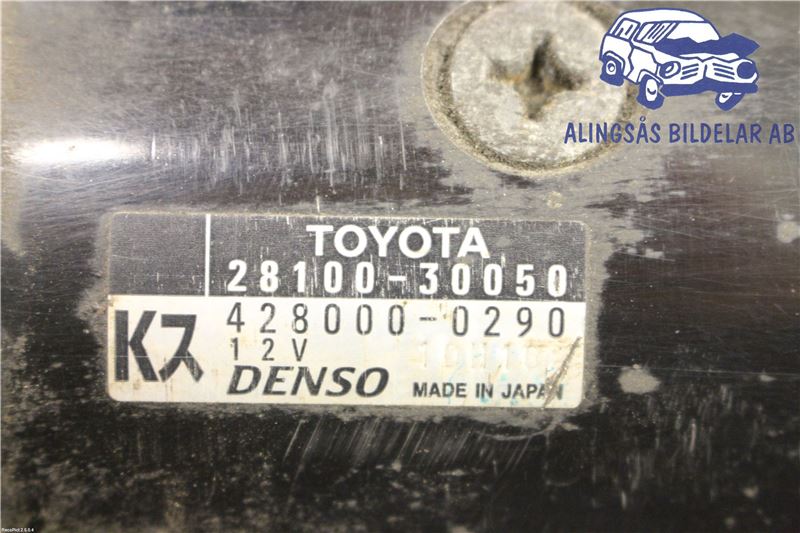 ALINGSÅS BILDELAR AB
TOYOTA
28100-30050
428000-0290
12V
Kス DENSO MADE IN JAPAN